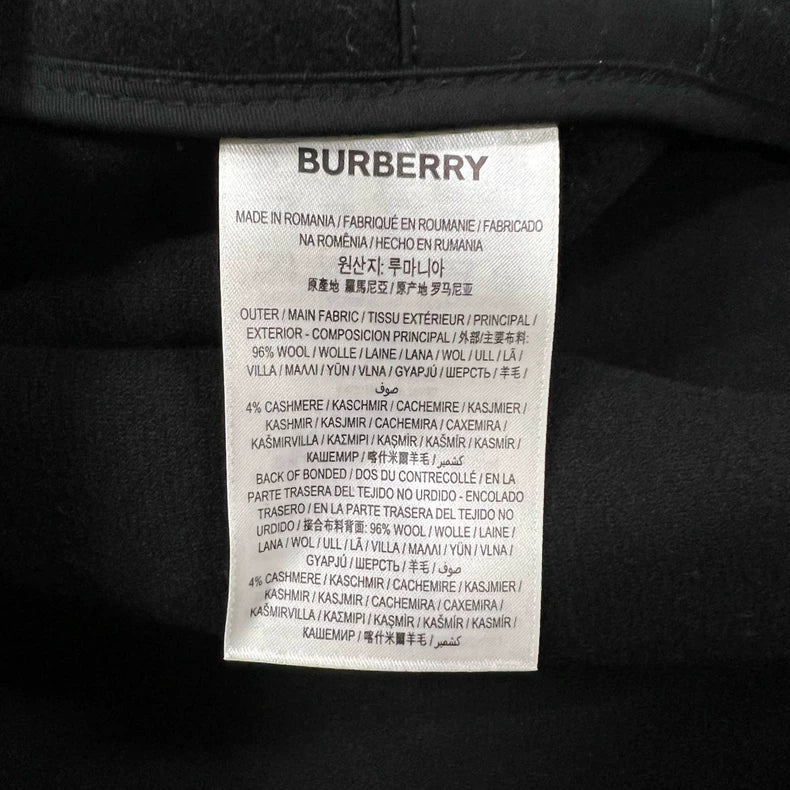 BURBERRY
MADE IN ROMANIA / FABRIQUÉ EN ROUMANIE / FABRICADO
NA ROMÊNIA / HECHO EN RUMANIA
원산지: 루마니아
原產地 羅馬尼亞 / 原产地 罗马尼亚
OUTER / MAIN FABRIC / TISSU EXTÉRIEUR / PRINCIPAL /
EXTERIOR - COMPOSICION PRINCIPAL / 外部/主要布料:
96% WOOL / WOLLE / LAINE / LANA / WOL / ULL / LÃ /
VILLA / ΜΑΛΛΙ / YÜN / VLNA / GYAPJÚ / ШЕРСТЬ / 羊毛 /
صوف
4% CASHMERE / KASCHMIR / CACHEMIRE / KASJMIER /
KASHMIR / KASJMIR / CACHEMIRA / CAXEMIRA /
KAŠMIRVILLA / ΚΑΣΜΙΡΙ / KAŞMİR / KAŠMÍR / KASMÍR /
КАШЕМИР / 喀什米爾羊毛 / كشمير
BACK OF BONDED / DOS DU CONTRECOLLÉ / EN LA
PARTE TRASERA DEL TEJIDO NO URDIDO - ENCOLADO
TRASERO / EN LA PARTE TRASERA DEL TEJIDO NO
URDIDO / 接合布料背面: 96% WOOL / WOLLE / LAINE /
LANA / WOL / ULL / LÃ / VILLA / ΜΑΛΛΙ / YÜN / VLNA /
GYAPJÚ / ШЕРСТЬ / 羊毛 / صوف
4% CASHMERE / KASCHMIR / CACHEMIRE / KASJMIER /
KASHMIR / KASJMIR / CACHEMIRA / CAXEMIRA /
KAŠMIRVILLA / ΚΑΣΜΙΡΙ / KAŞMİR / KAŠMÍR / KASMÍR /
КАШЕМИР / 喀什米爾羊毛 / كشمير